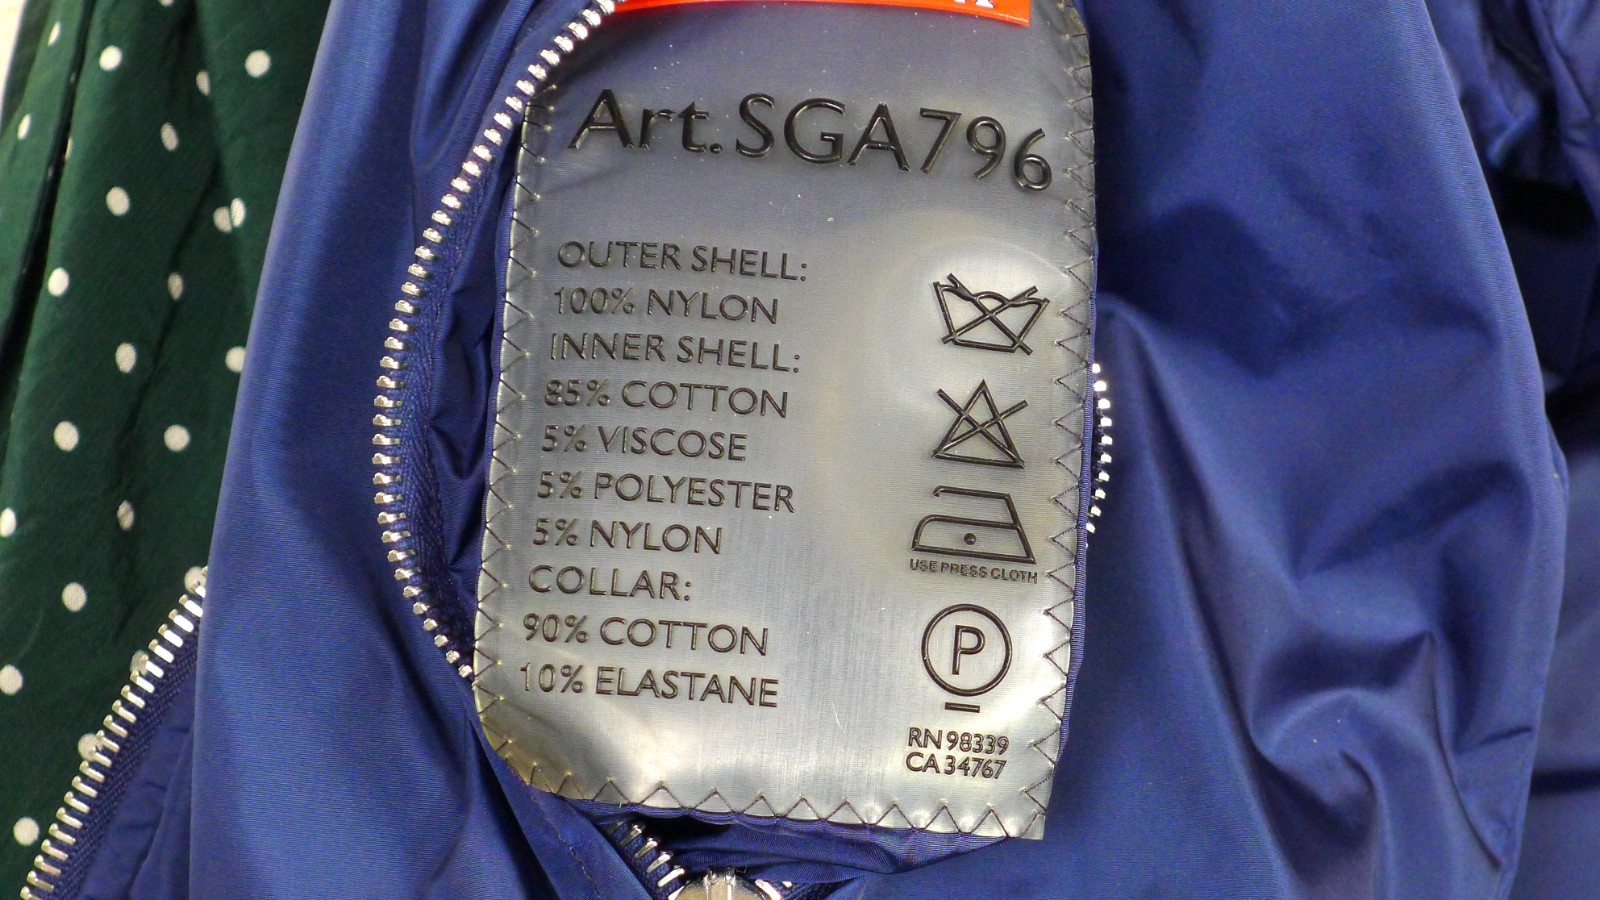 Art. SGA796
OUTER SHELL:
100% NYLON
INNER SHELL:
85% COTTON
5% VISCOSE
5% POLYESTER
5% NYLON
COLLAR:
90% COTTON
10% ELASTANE
USE PRESS CLOTH
P
RN 98339
CA 34767